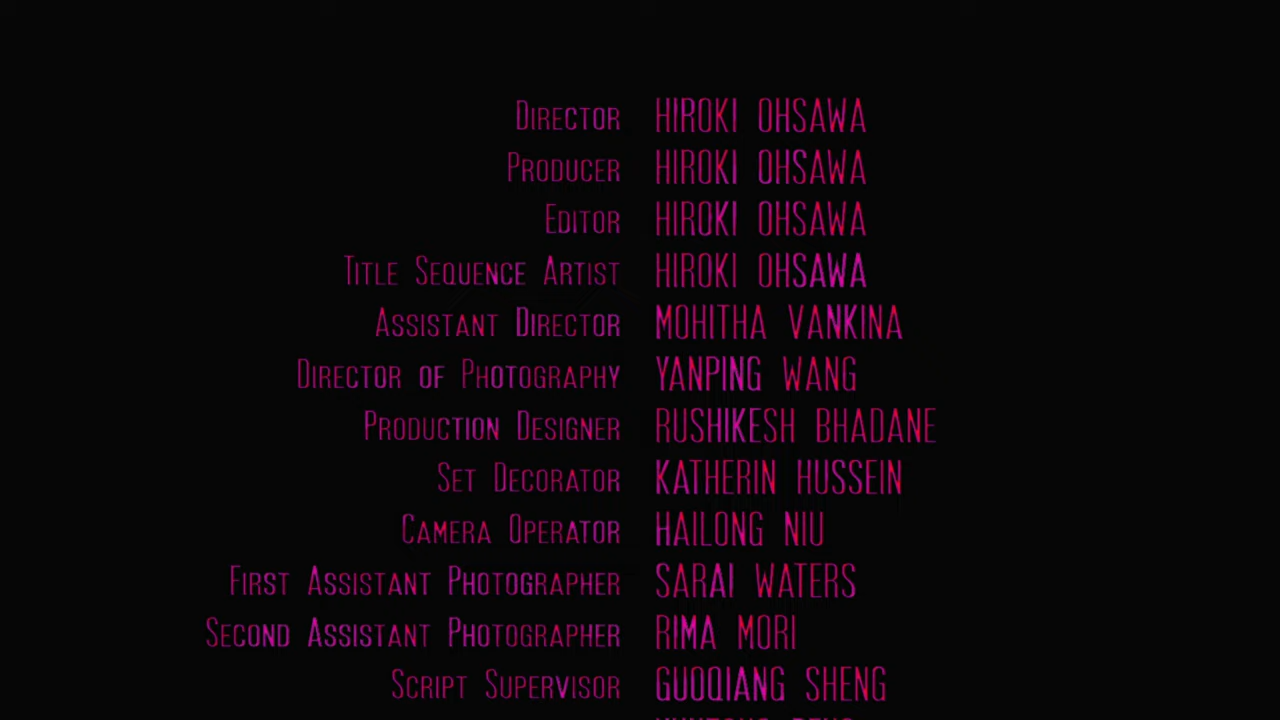 Director HIROKI OHSAWA
Producer HIROKI OHSAWA
Editor HIROKI OHSAWA
Title Sequence Artist HIROKI OHSAWA
Assistant Director MOHITHA VANKINA
Director of Photography YANPING WANG
Production Designer RUSHIKESH BHADANE
Set Decorator KATHERIN HUSSEIN
Camera Operator HAILONG NIU
First Assistant Photographer SARAI WATERS
Second Assistant Photographer RIMA MORI
Script Supervisor GUOQIANG SHENG